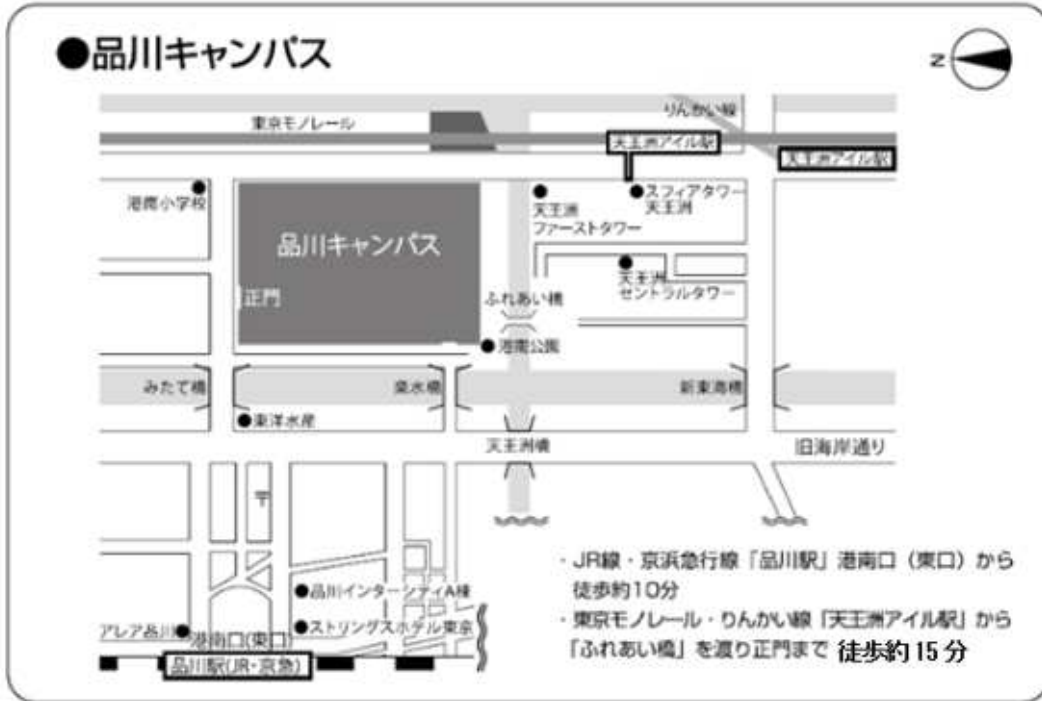 ●品川キャンパス
N
りんかい線
東京モノレール
天王洲アイル駅
天王洲アイル駅
港南小学校
●スフィアタワー
天王洲
天王洲
ファーストタワー
品川キャンパス
天王洲
セントラルタワー
正門
ふれあい橋
●港南公園
みたて橋
楽水橋
新東海橋
●東洋水産
天王洲橋
旧海岸通り
〒
・JR線・京浜急行線「品川駅」港南口（東口）から
徒歩約10分
●品川インターシティA棟
・東京モノレール・りんかい線「天王洲アイル駅」から
「ふれあい橋」を渡り正門まで 徒歩約15分
●ストリングスホテル東京
アレア品川●
港南口(東口)
品川駅(JR・京急)